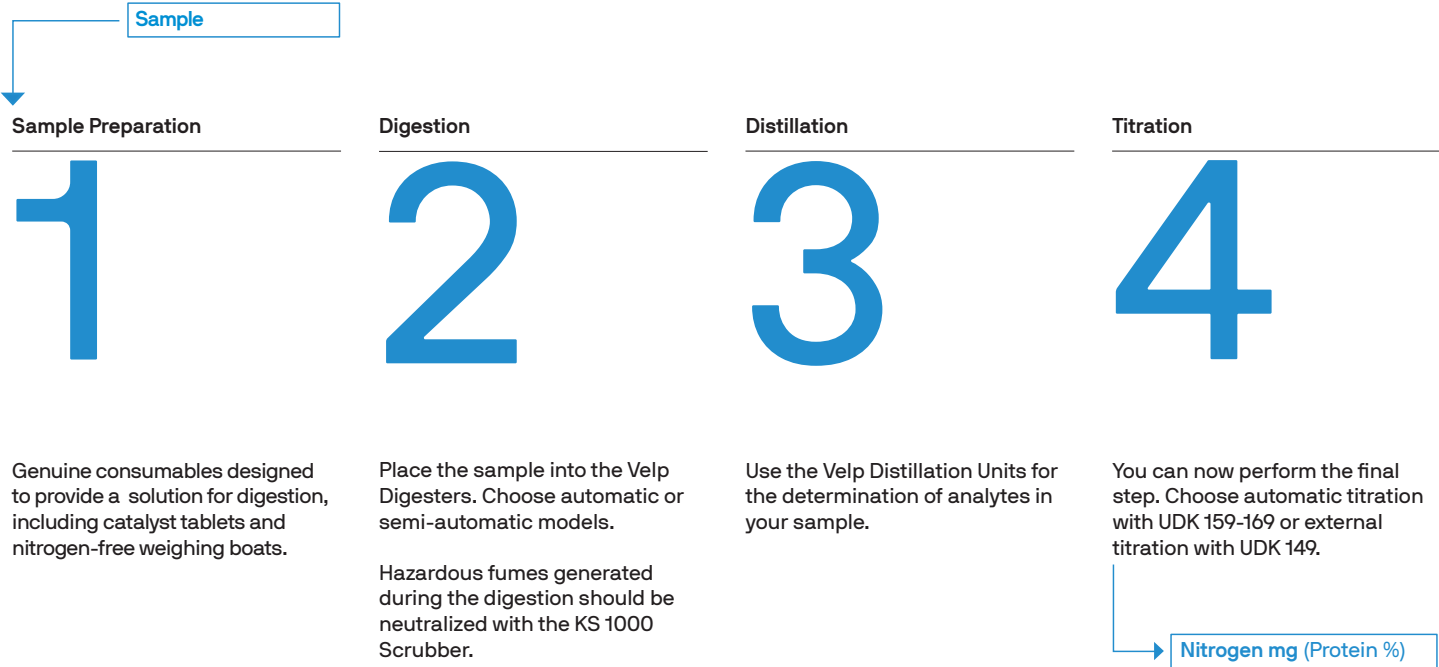 Sample
Sample Preparation
1
Genuine consumables designed
to provide a solution for digestion,
including catalyst tablets and
nitrogen-free weighing boats.
Digestion
2
Place the sample into the Velp
Digesters. Choose automatic or
semi-automatic models.
Hazardous fumes generated
during the digestion should be
neutralized with the KS 1000
Scrubber.
Distillation
3
Use the Velp Distillation Units for
the determination of analytes in
your sample.
Titration
4
You can now perform the final
step. Choose automatic titration
with UDK 159-169 or external
titration with UDK 149.
Nitrogen mg (Protein %)